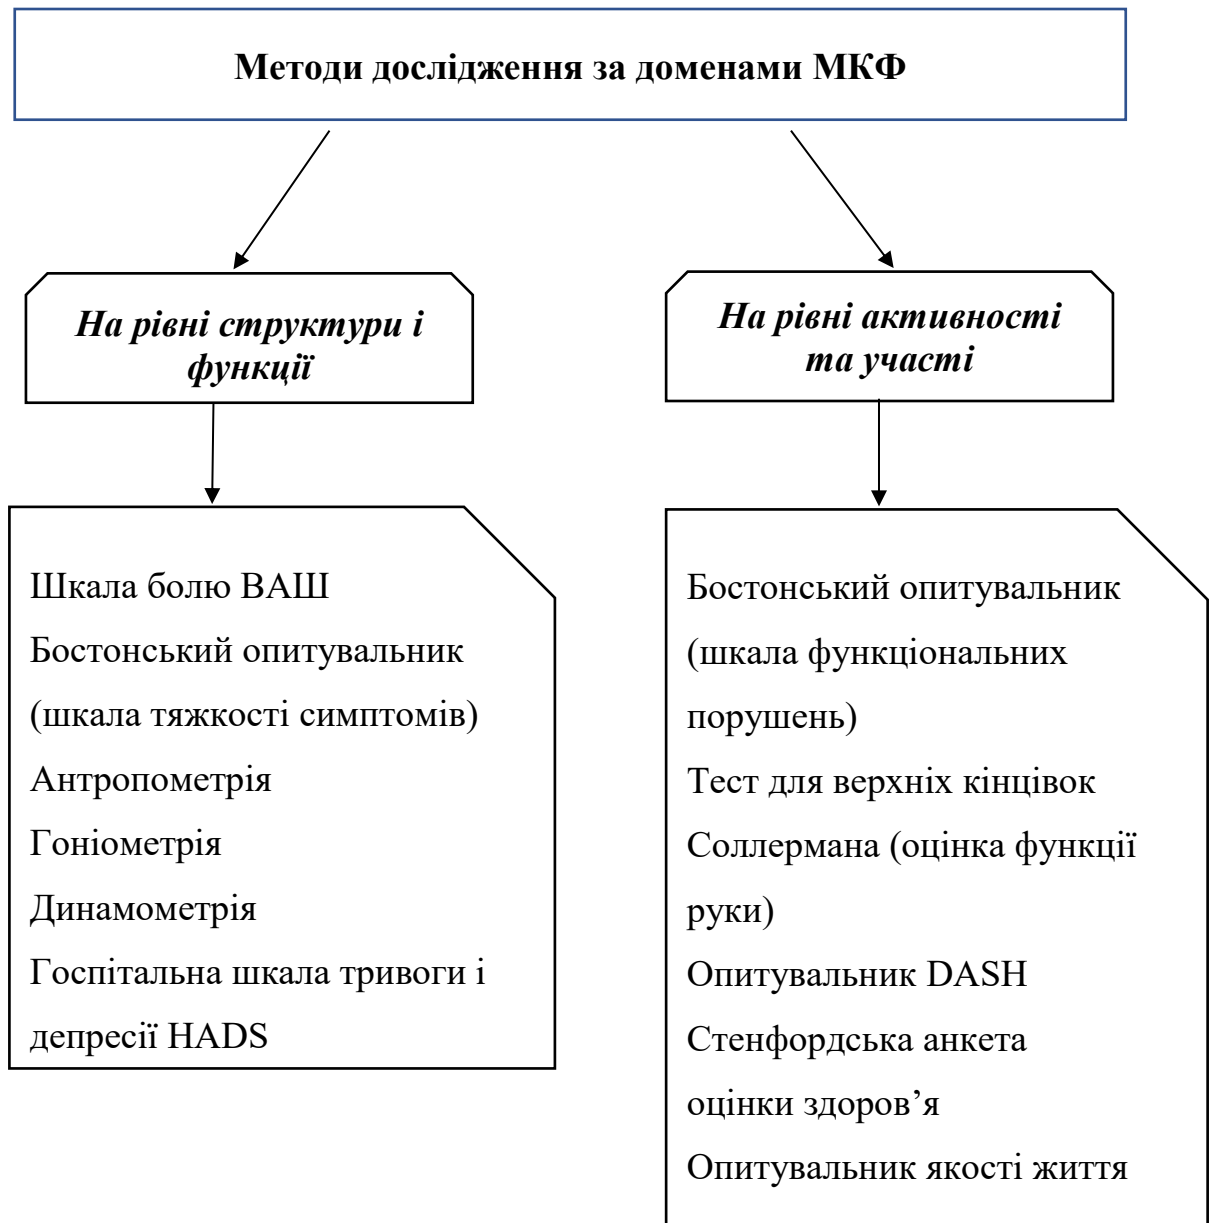 Методи дослідження за доменами МКФ
На рівні структури і
функції
На рівні активності
та участі
Шкала болю ВАШ
Бостонський опитувальник
(шкала тяжкості симптомів)
Антропометрія
Гоніометрія
Динамометрія
Госпітальна шкала тривоги і
депресії HADS
Бостонський опитувальник
(шкала функціональних
порушень)
Тест для верхніх кінцівок
Соллермана (оцінка функції
руки)
Опитувальник DASH
Стенфордська анкета
оцінки здоров’я
Опитувальник якості життя